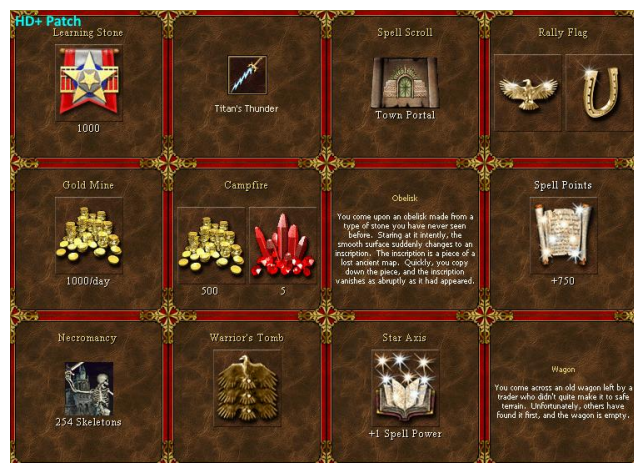 HD+ Patch
Learning Stone
1000
Titan's Thunder
Spell Scroll
Town Portal
Rally Flag
Gold Mine
1000/day
Campfire
500
5
Obelisk
You come upon an obelisk made from a
type of stone you have never seen
before. Staring at it intently, the
smooth surface suddenly changes to an
inscription. The inscription is a piece of a
lost ancient map. Quickly, you copy
down the piece, and the inscription
vanishes as abruptly as it had appeared.
Spell Points
+750
Necromancy
254 Skeletons
Warrior's Tomb
Star Axis
+1 Spell Power
Wagon
You come across an old wagon left by a
trader who didn't quite make it to safe
terrain. Unfortunately, others have
found it first, and the wagon is empty.